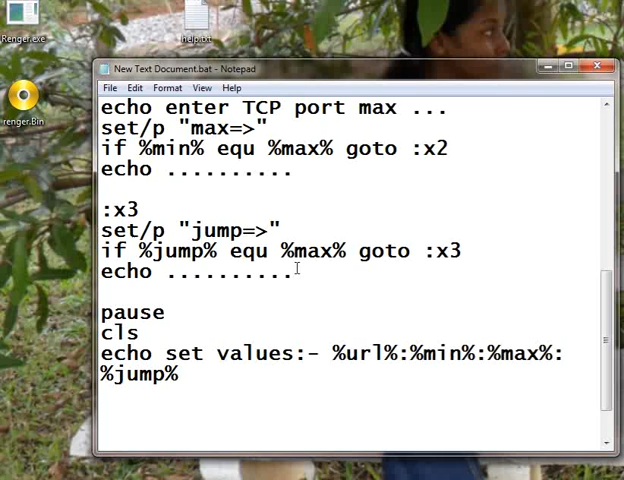 Renger.exe
help.txt
renger.Bin
New Text Document.bat - Notepad
File Edit Format View Help
echo enter TCP port max ...
set/p "max=>"
if %min% equ %max% goto :x2
echo ..........
:x3
set/p "jump=>"
if %jump% equ %max% goto :x3
echo ..........
pause
cls
echo set values:- %url%:%min%:%max%:
%jump%